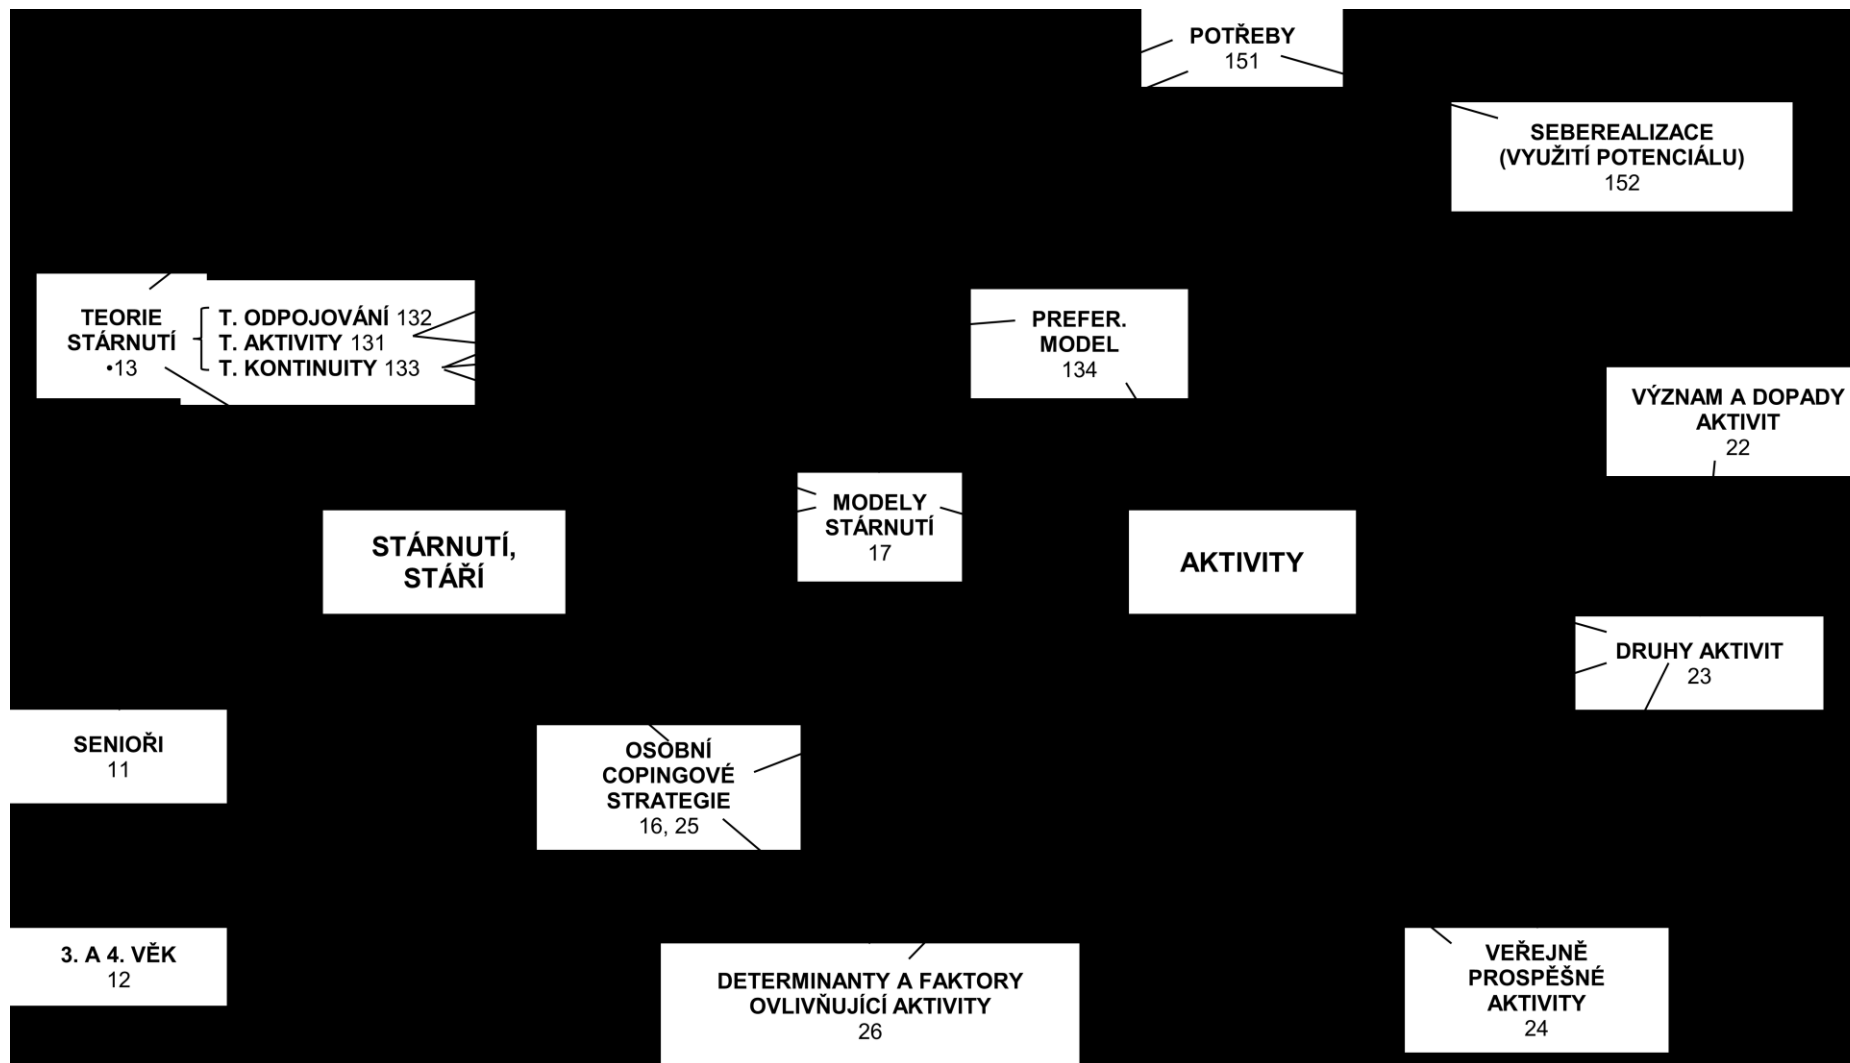 POTŘEBY
151
SEBEREALIZACE
(VYUŽITÍ POTENCIÁLU)
152
TEORIE
STÁRNUTÍ
•13
T. ODPOJOVÁNÍ 132
T. AKTIVITY 131
T. KONTINUITY 133
PREFER.
MODEL
134
VÝZNAM A DOPADY
AKTIVIT
22
MODELY
STÁRNUTÍ
17
STÁRNUTÍ,
STÁŘÍ
AKTIVITY
DRUHY AKTIVIT
23
SENIOŘI
11
OSOBNÍ
COPINGOVÉ
STRATEGIE
16, 25
3. A 4. VĚK
12
DETERMINANTY A FAKTORY
OVLIVŇUJÍCÍ AKTIVITY
26
VEŘEJNĚ
PROSPĚŠNÉ
AKTIVITY
24